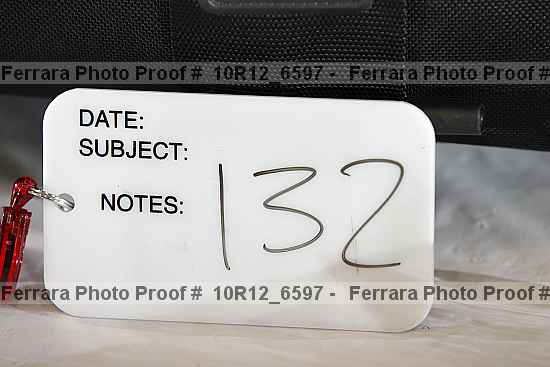 Ferrara Photo Proof # 10R12_6597 - Ferrara Photo Proof #
DATE:
SUBJECT:
NOTES: 132
Ferrara Photo Proof # 10R12_6597 - Ferrara Photo Proof #